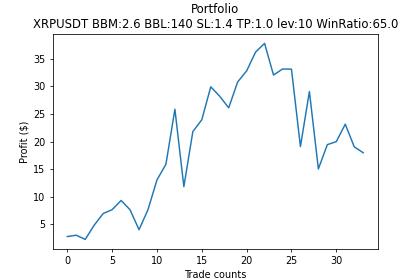 Portfolio
XRPUSDT BBM:2.6 BBL:140 SL:1.4 TP:1.0 lev:10 WinRatio:65.0
35
30
25
20
15
10
5
Profit ($)
0 5 10 15 20 25 30
Trade counts